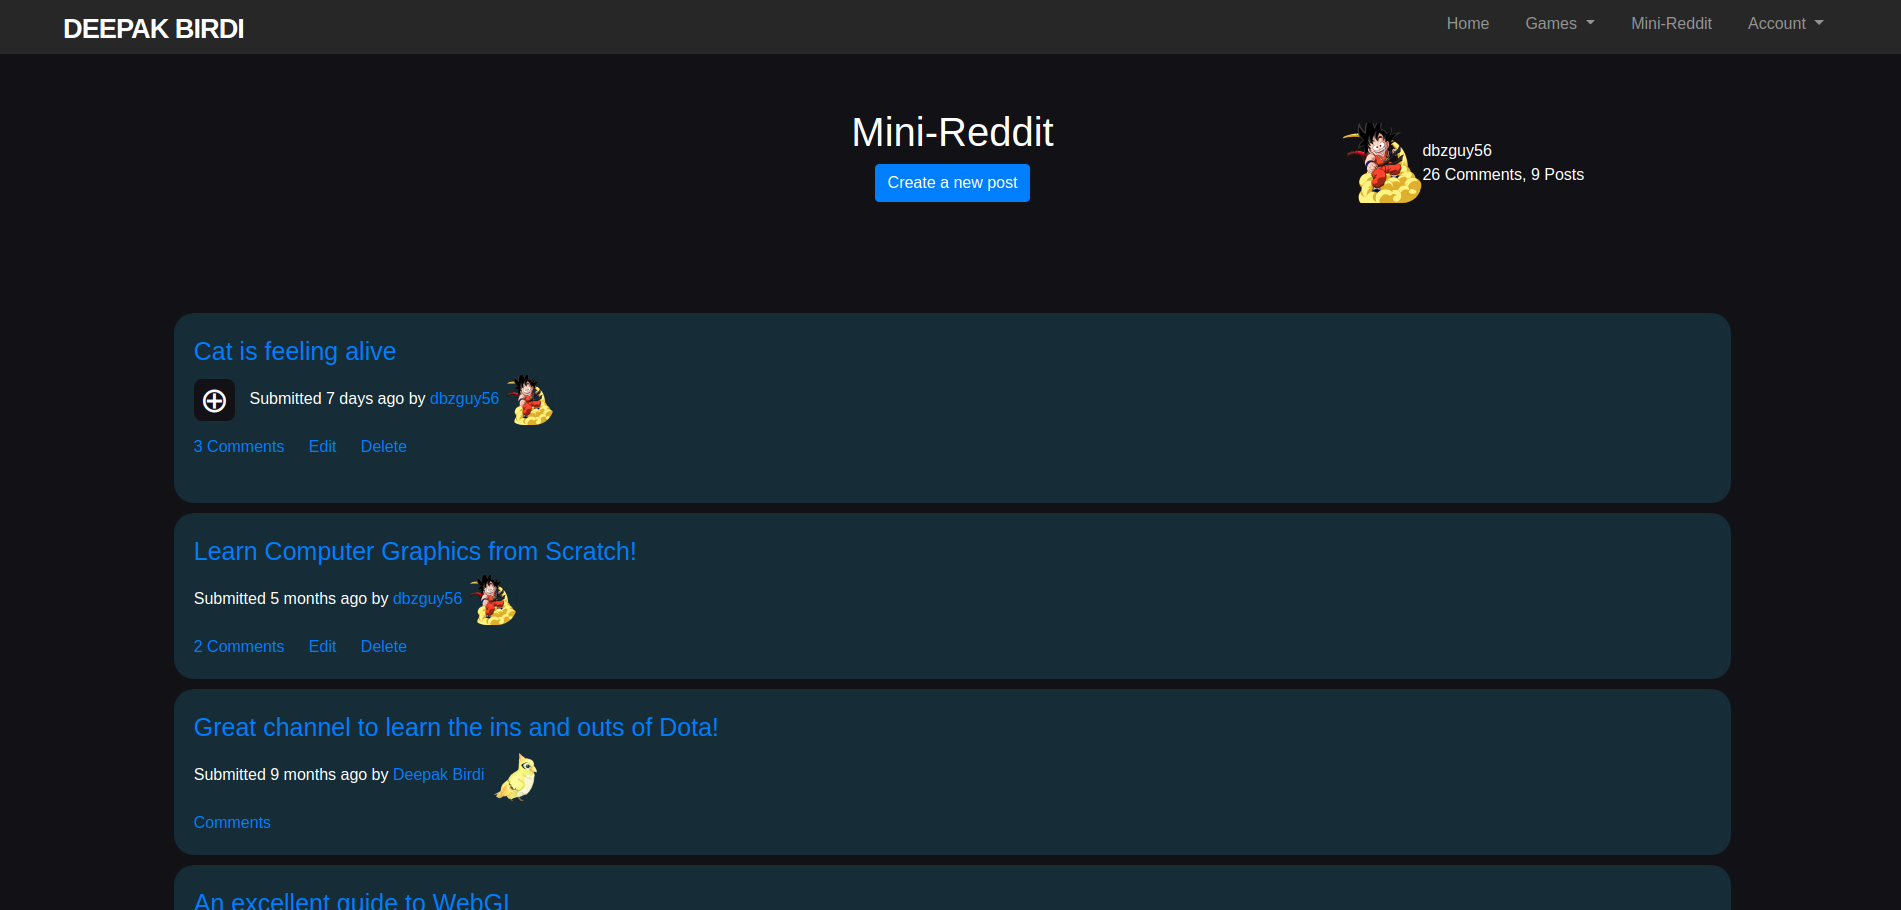 DEEPAK BIRDI
Home Games Mini-Reddit Account
Mini-Reddit
Create a new post
dbzguy56
26 Comments, 9 Posts
Cat is feeling alive
Submitted 7 days ago by dbzguy56
3 Comments Edit Delete
Learn Computer Graphics from Scratch!
Submitted 5 months ago by dbzguy56
2 Comments Edit Delete
Great channel to learn the ins and outs of Dota!
Submitted 9 months ago by Deepak Birdi
Comments
An excellent guide to WebGL